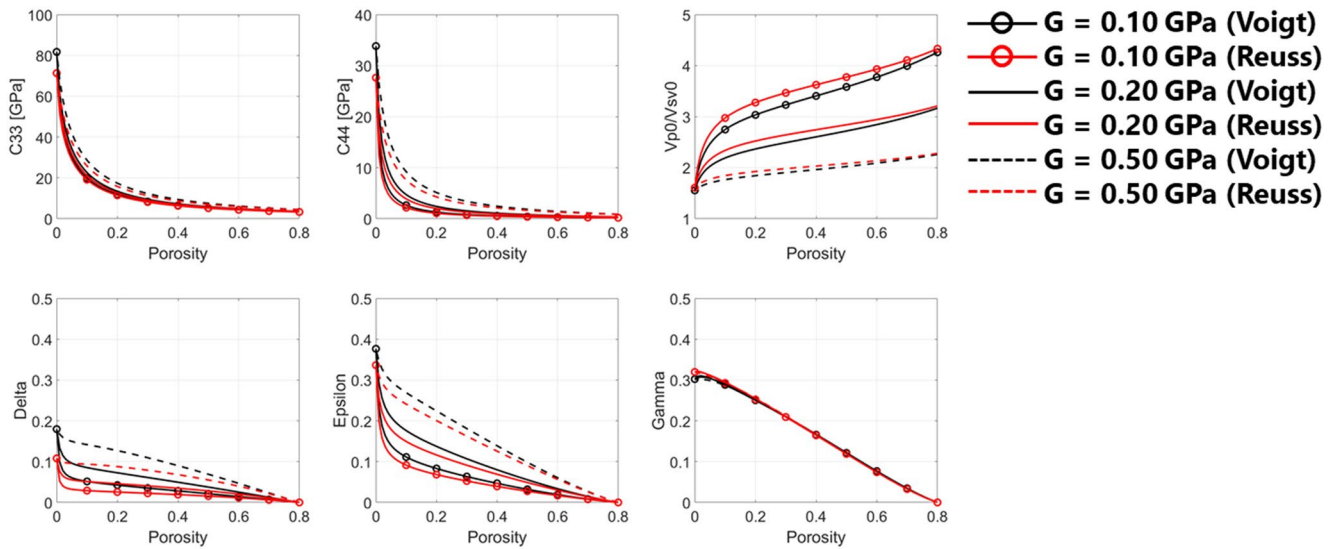 100
80
60
40
20
0
C33 [GPa]
0 0.2 0.4 0.6 0.8
Porosity
40
30
20
10
0
C44 [GPa]
0 0.2 0.4 0.6 0.8
Porosity
5
4
3
2
1
Vp0/Vsv0
0 0.2 0.4 0.6 0.8
Porosity
G = 0.10 GPa (Voigt)
G = 0.10 GPa (Reuss)
G = 0.20 GPa (Voigt)
G = 0.20 GPa (Reuss)
G = 0.50 GPa (Voigt)
G = 0.50 GPa (Reuss)
0.5
0.4
0.3
0.2
0.1
0
Delta
0 0.2 0.4 0.6 0.8
Porosity
0.5
0.4
0.3
0.2
0.1
0
Epsilon
0 0.2 0.4 0.6 0.8
Porosity
0.5
0.4
0.3
0.2
0.1
0
Gamma
0 0.2 0.4 0.6 0.8
Porosity